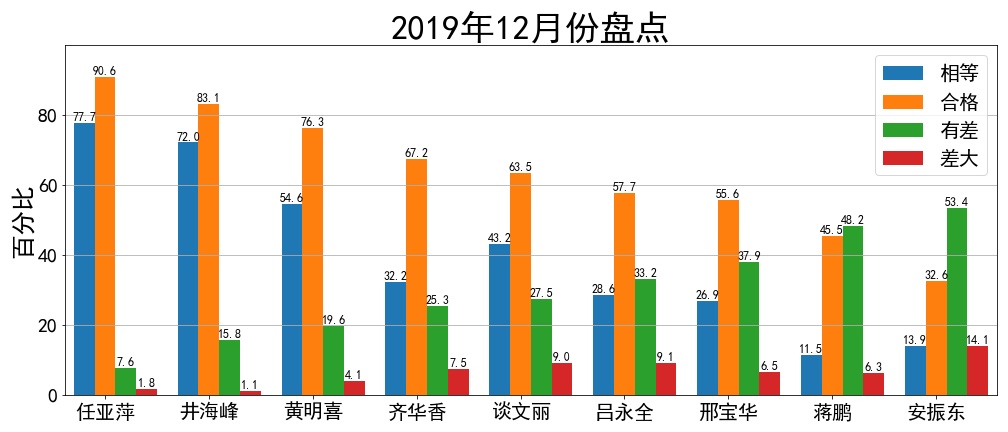 2019年12月份盘点
相等
合格
有差
差大
百分比
80
60
40
20
0
77.7 90.6 7.6 1.8
72.0 83.1 15.8 1.1
54.6 76.3 19.6 4.1
32.2 67.2 25.3 7.5
43.2 63.5 27.5 9.0
28.6 57.7 33.2 9.1
26.9 55.6 37.9 6.5
11.5 45.5 48.2 6.3
13.9 32.6 53.4 14.1
任亚萍 井海峰 黄明喜 齐华香 谈文丽 吕永全 邢宝华 蒋鹏 安振东